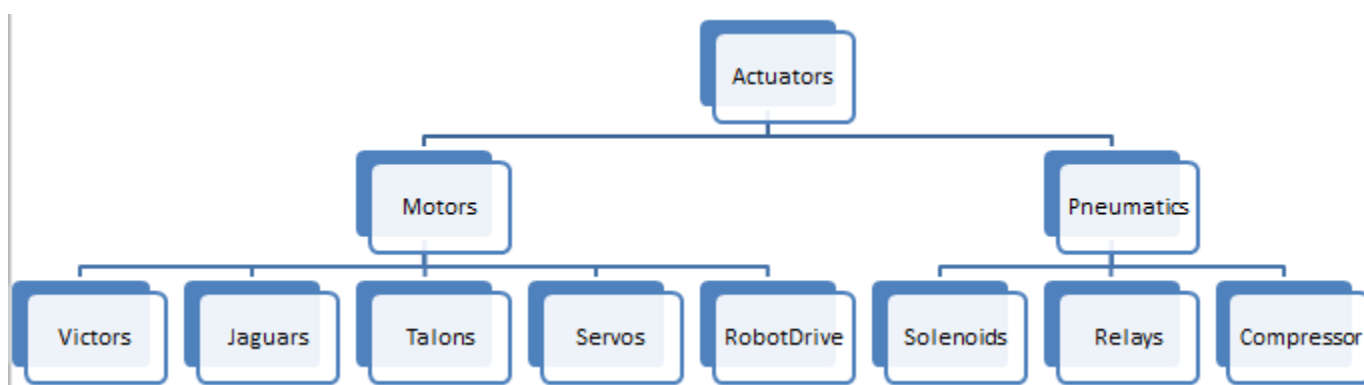 Actuators
Motors
Pneumatics
Victors
Jaguars
Talons
Servos
RobotDrive
Solenoids
Relays
Compressor